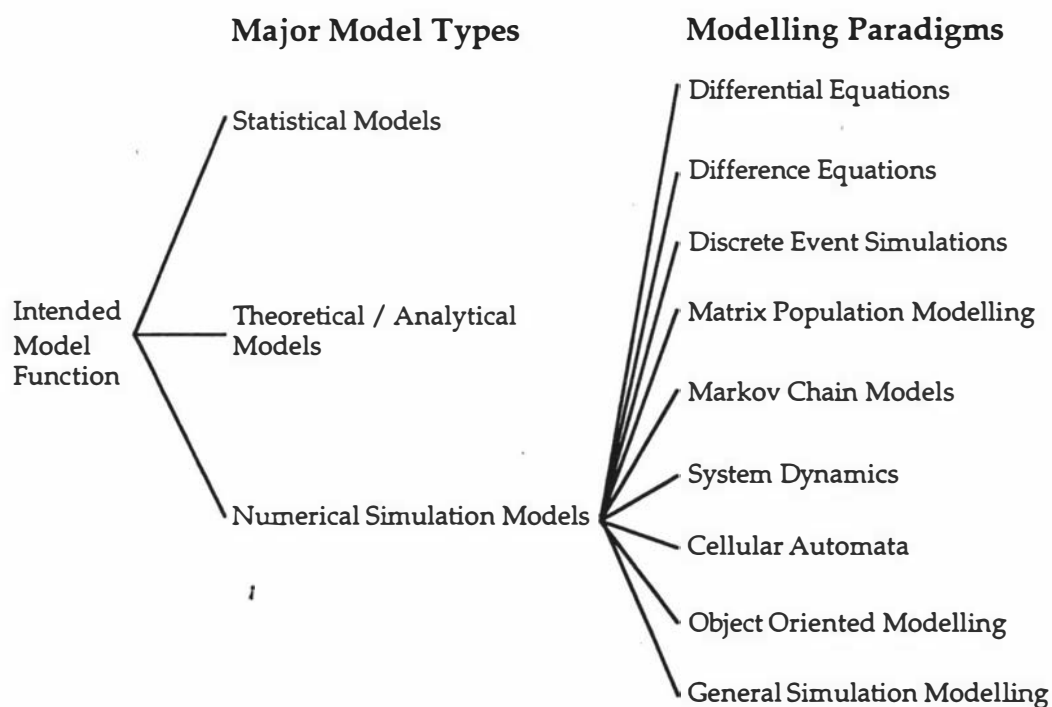 Major Model Types
Modelling Paradigms
Differential Equations
Statistical Models
Difference Equations
Discrete Event Simulations
Intended
Model
Function
Theoretical / Analytical
Models
Matrix Population Modelling
Markov Chain Models
System Dynamics
Numerical Simulation Models
Cellular Automata
Object Oriented Modelling
General Simulation Modelling